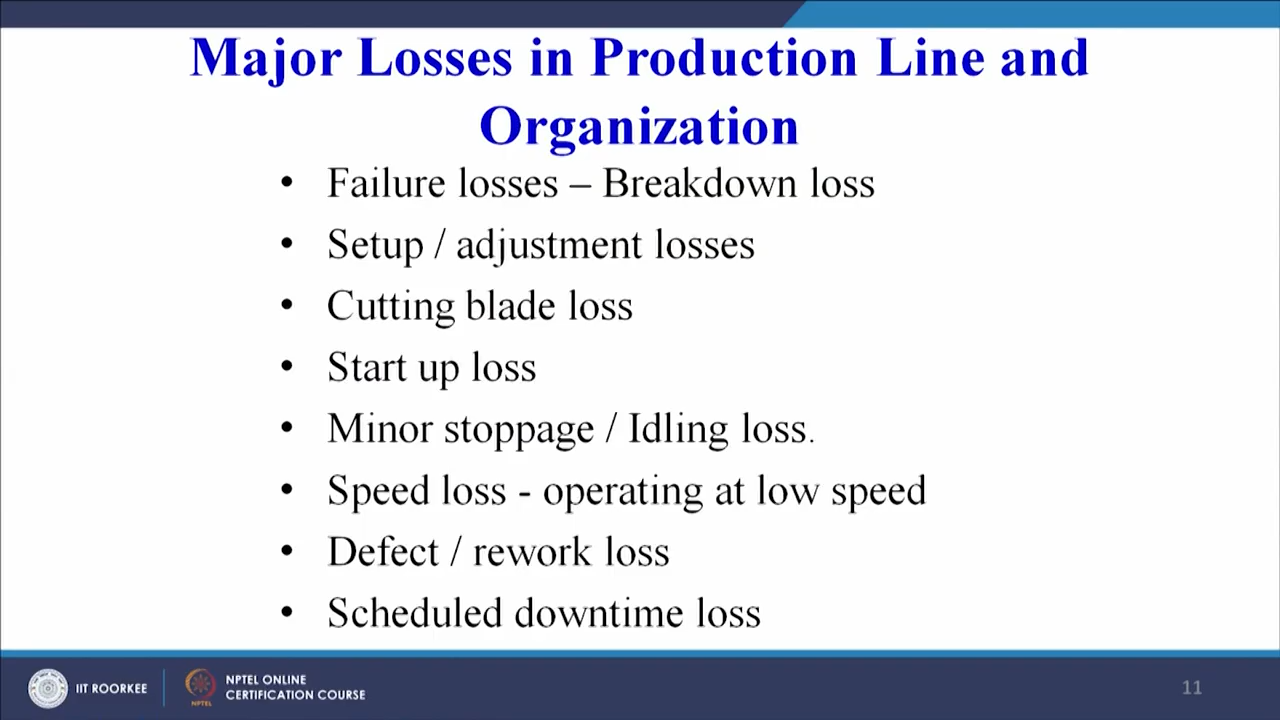 Major Losses in Production Line and
Organization
• Failure losses – Breakdown loss
• Setup / adjustment losses
• Cutting blade loss
• Start up loss
• Minor stoppage / Idling loss.
• Speed loss - operating at low speed
• Defect / rework loss
• Scheduled downtime loss
IIT ROORKEE
NPTEL
NPTEL ONLINE
CERTIFICATION COURSE
11